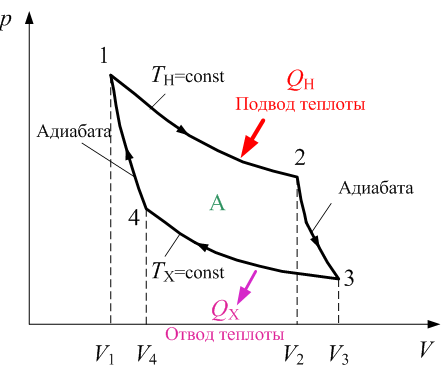 p
1
T_H=const
Q_H
Подвод теплоты
Адиабата
2
Адиабата
A
4
T_X=const
3
Q_X
Отвод теплоты
V_1
V_4
V_2
V_3
V